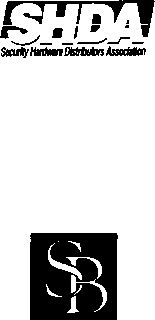 SHDA
Security Hardware Distributors Association
SB